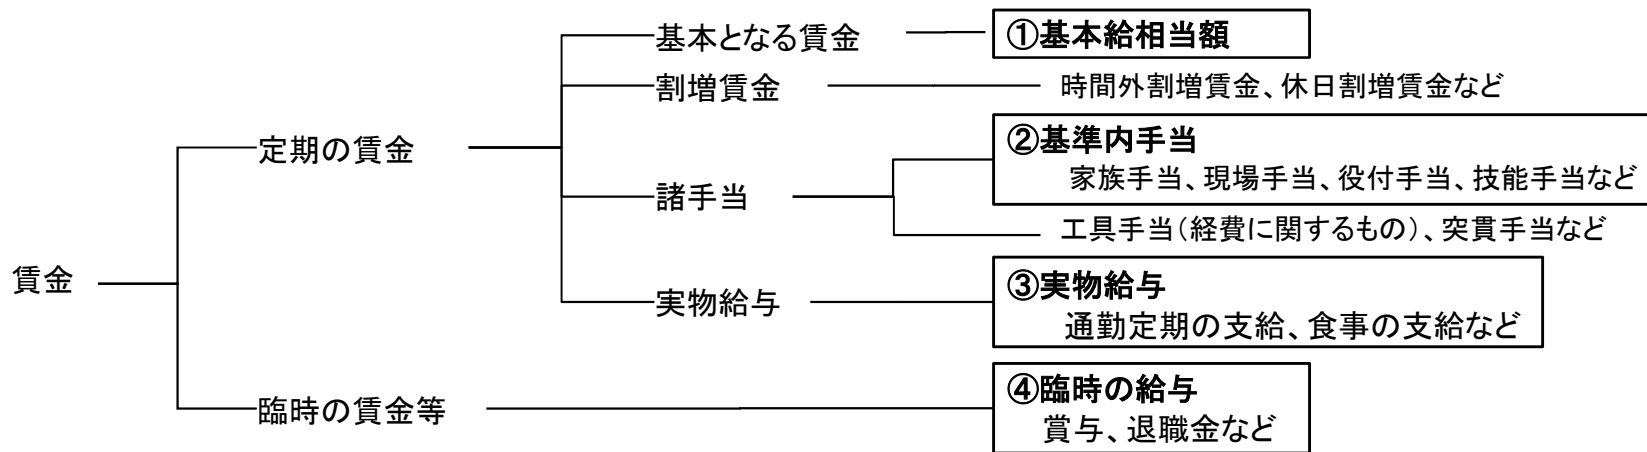 基本となる賃金
①基本給相当額
割増賃金
時間外割増賃金、休日割増賃金など
定期の賃金
②基準内手当
家族手当、現場手当、役付手当、技能手当など
諸手当
工具手当（経費に関するもの）、突貫手当など
賃金
実物給与
③実物給与
通勤定期の支給、食事の支給など
臨時の賃金等
④臨時の給与
賞与、退職金など